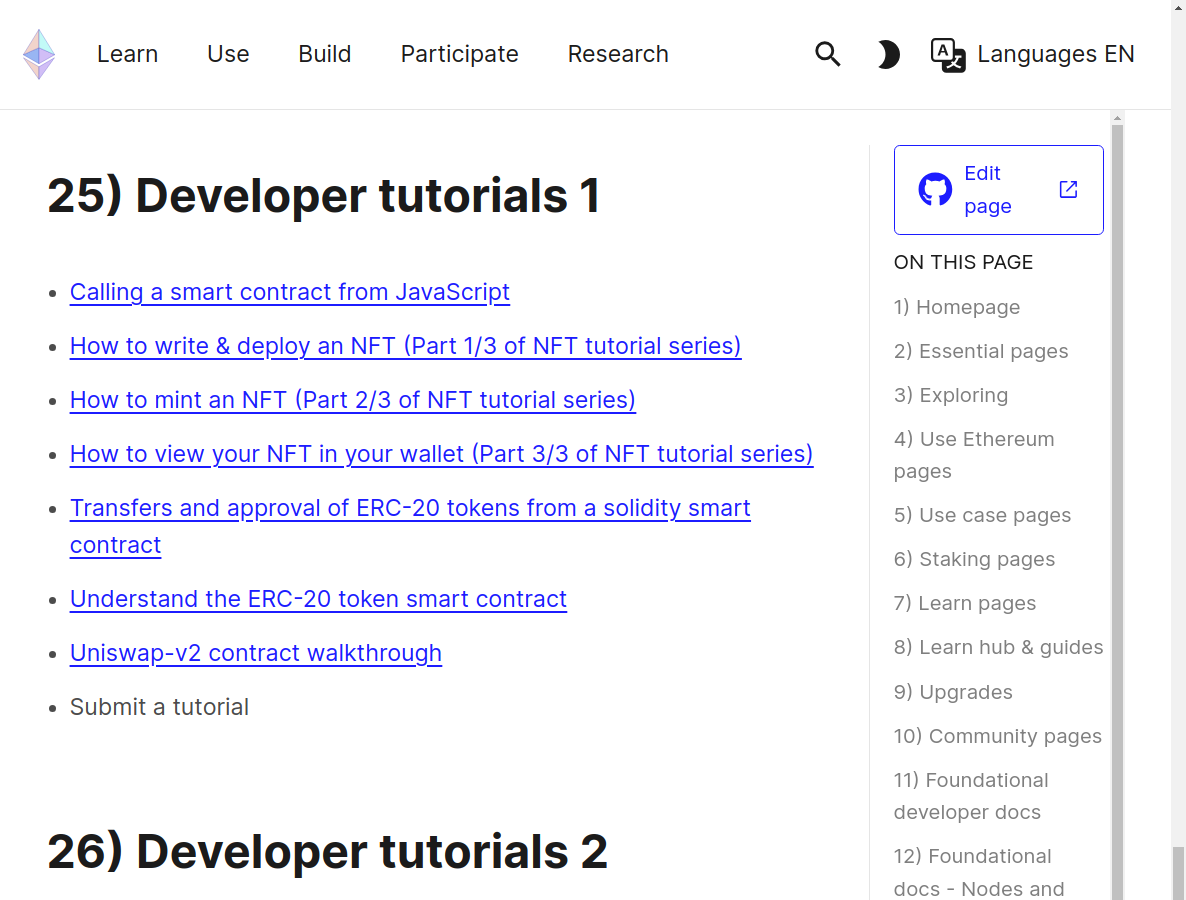 Learn Use Build Participate Research Languages EN
25) Developer tutorials 1
Calling a smart contract from JavaScript
How to write & deploy an NFT (Part 1/3 of NFT tutorial series)
How to mint an NFT (Part 2/3 of NFT tutorial series)
How to view your NFT in your wallet (Part 3/3 of NFT tutorial series)
Transfers and approval of ERC-20 tokens from a solidity smart
contract
Understand the ERC-20 token smart contract
Uniswap-v2 contract walkthrough
Submit a tutorial
26) Developer tutorials 2
Edit
page
ON THIS PAGE
1) Homepage
2) Essential pages
3) Exploring
4) Use Ethereum
pages
5) Use case pages
6) Staking pages
7) Learn pages
8) Learn hub & guides
9) Upgrades
10) Community pages
11) Foundational
developer docs
12) Foundational
docs - Nodes and